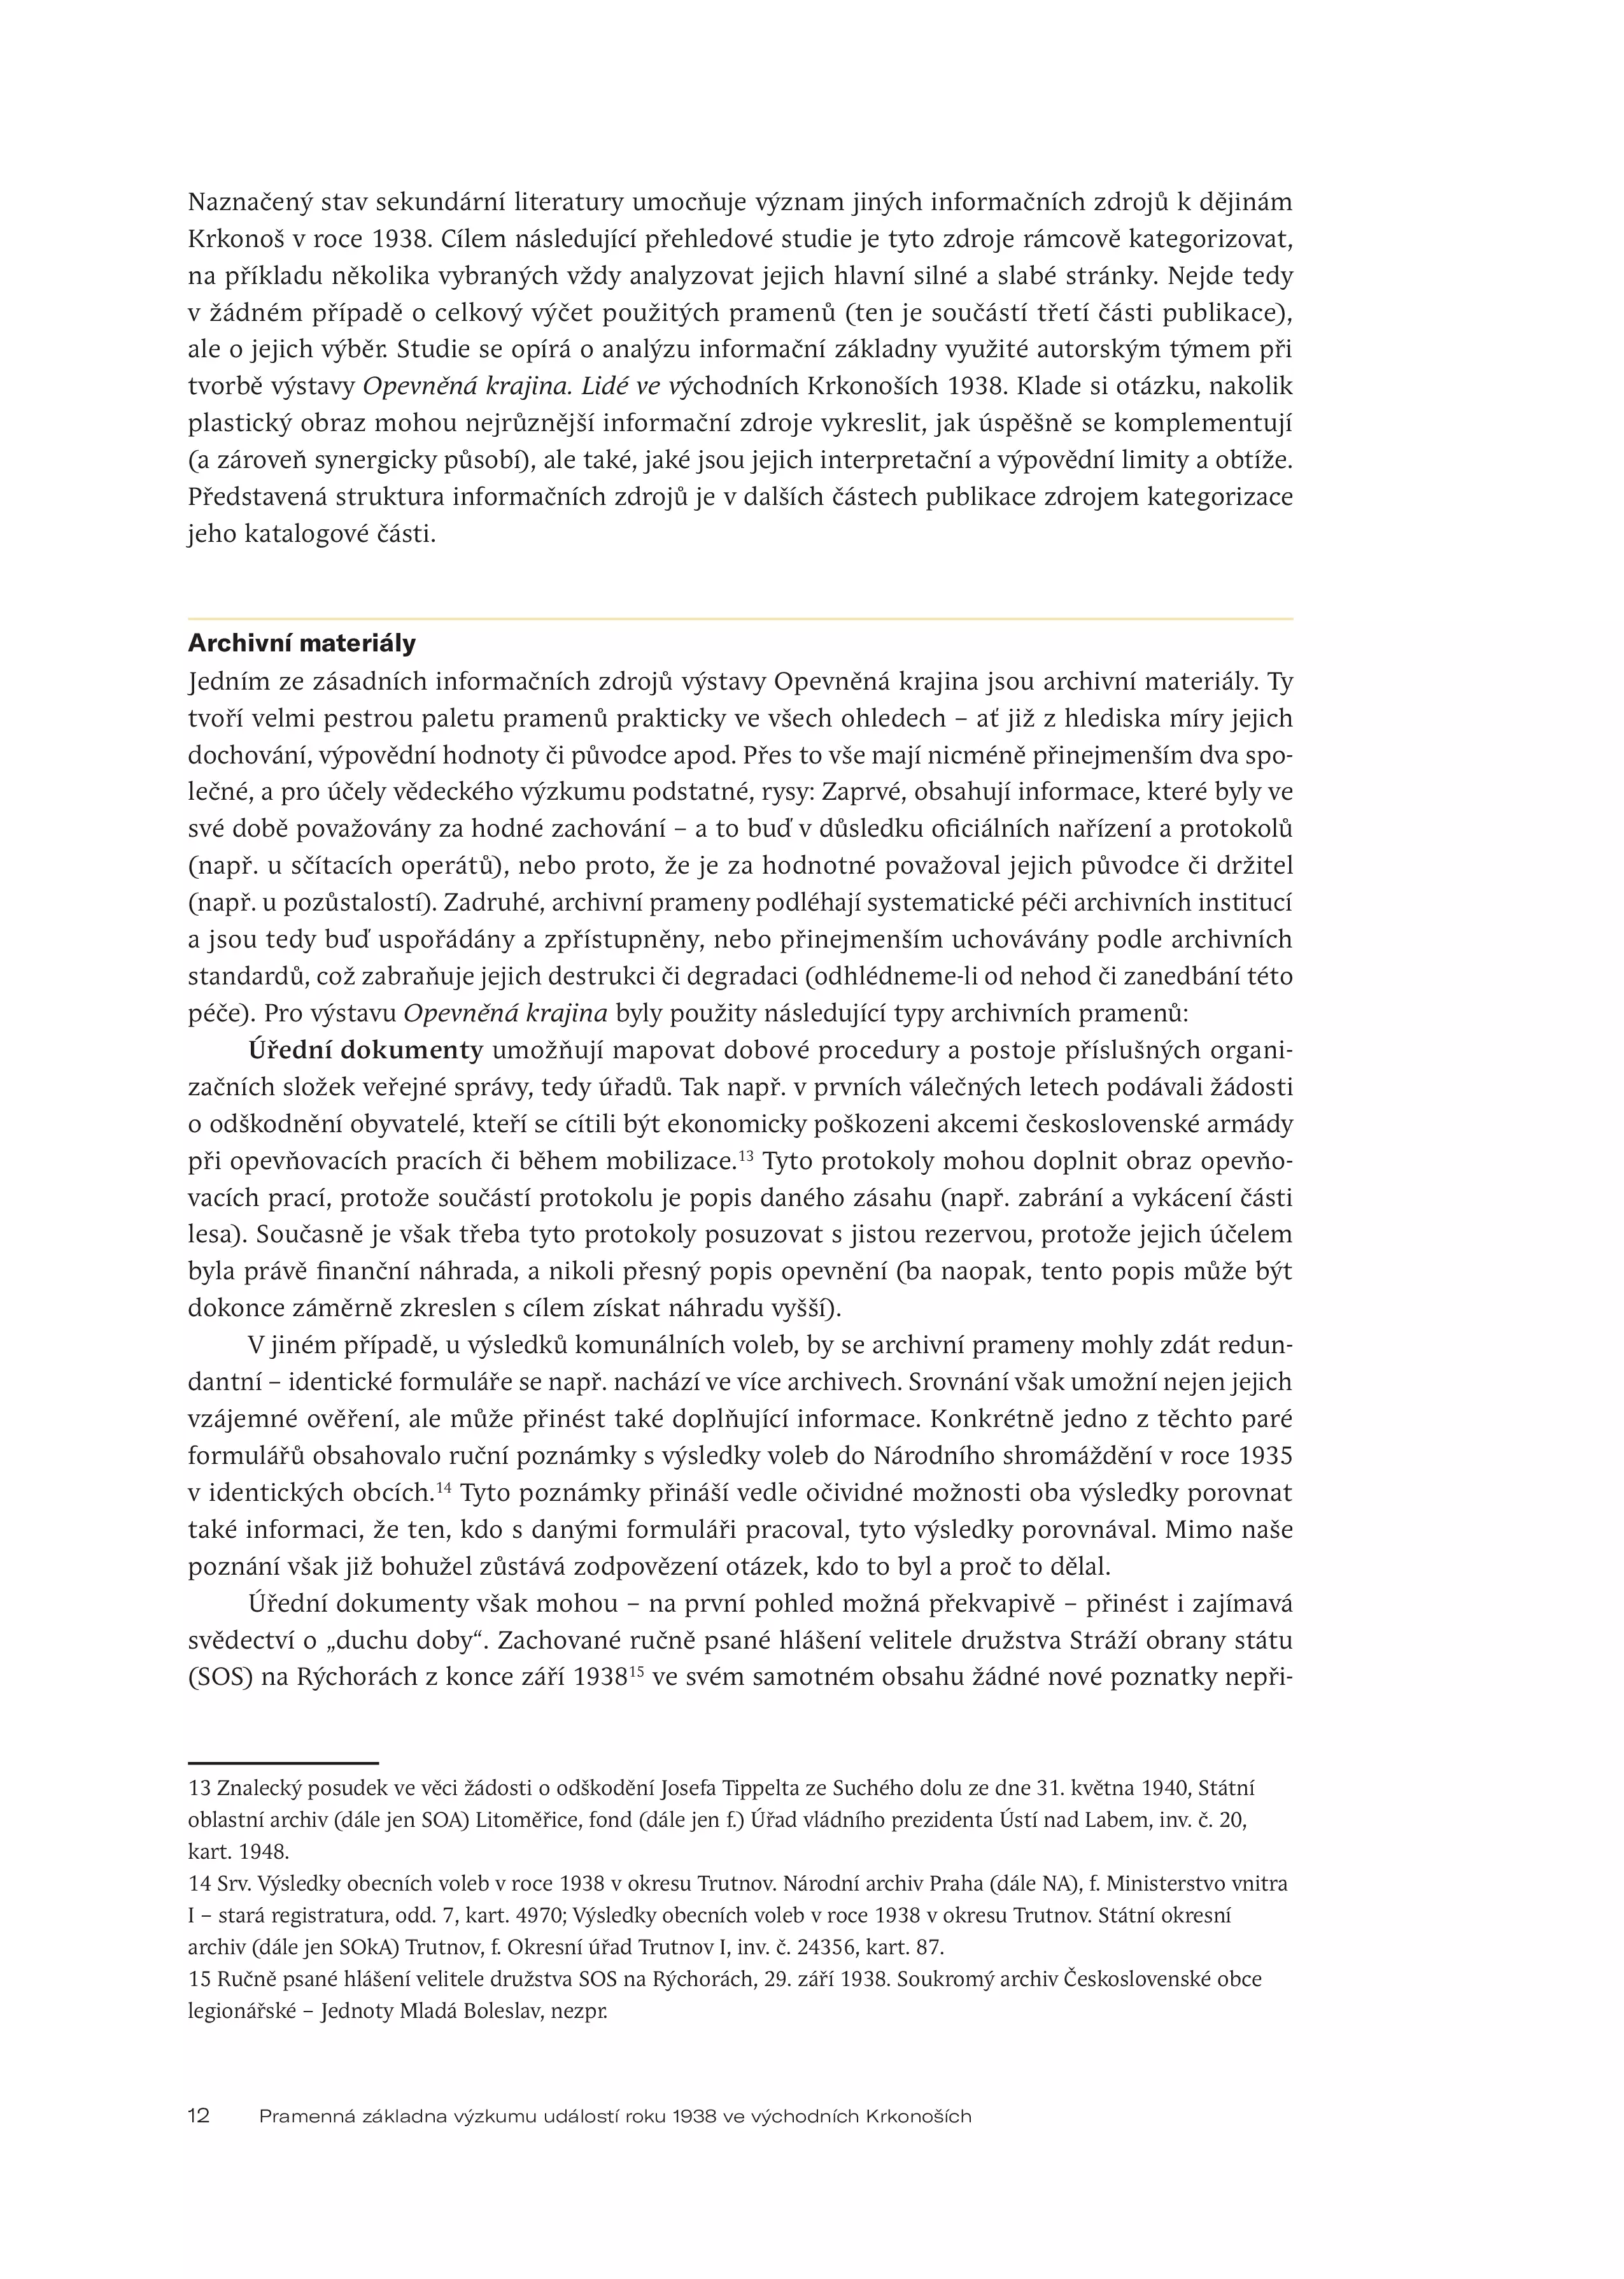 Naznačený stav sekundární literatury umocňuje význam jiných informačních zdrojů k dějinám
Krkonoš v roce 1938. Cílem následující přehledové studie je tyto zdroje rámcově kategorizovat,
na příkladu několika vybraných vždy analyzovat jejich hlavní silné a slabé stránky. Nejde tedy
v žádném případě o celkový výčet použitých pramenů (ten je součástí třetí části publikace),
ale o jejich výběr. Studie se opírá o analýzu informační základny využité autorským týmem při
tvorbě výstavy Opevněná krajina. Lidé ve východních Krkonoších 1938. Klade si otázku, nakolik
plastický obraz mohou nejrůznější informační zdroje vykreslit, jak úspěšně se komplementují
(a zároveň synergicky působí), ale také, jaké jsou jejich interpretační a výpovědní limity a obtíže.
Představená struktura informačních zdrojů je v dalších částech publikace zdrojem kategorizace
jeho katalogové části.
Archivní materiály
Jedním ze zásadních informačních zdrojů výstavy Opevněná krajina jsou archivní materiály. Ty
tvoří velmi pestrou paletu pramenů prakticky ve všech ohledech – ať již z hlediska míry jejich
dochování, výpovědní hodnoty či původce apod. Přes to vše mají nicméně přinejmenším dva spo-
lečné, a pro účely vědeckého výzkumu podstatné, rysy: Zaprvé, obsahují informace, které byly ve
své době považovány za hodné zachování – a to buď v důsledku oficiálních nařízení a protokolů
(např. u sčítacích operátů), nebo proto, že je za hodnotné považoval jejich původce či držitel
(např. u pozůstalostí). Zadruhé, archivní prameny podléhají systematické péči archivních institucí
a jsou tedy buď uspořádány a zpřístupněny, nebo přinejmenším uchovávány podle archivních
standardů, což zabraňuje jejich destrukci či degradaci (odhlédneme-li od nehod či zanedbání této
péče). Pro výstavu Opevněná krajina byly použity následující typy archivních pramenů:
Úřední dokumenty umožňují mapovat dobové procedury a postoje příslušných organi-
začních složek veřejné správy, tedy úřadů. Tak např. v prvních válečných letech podávali žádosti
o odškodnění obyvatelé, kteří se cítili být ekonomicky poškozeni akcemi československé armády
při opevňovacích pracích či během mobilizace.13 Tyto protokoly mohou doplnit obraz opevňo-
vacích prací, protože součástí protokolu je popis daného zásahu (např. zabrání a vykácení části
lesa). Současně je však třeba tyto protokoly posuzovat s jistou rezervou, protože jejich účelem
byla právě finanční náhrada, a nikoli přesný popis opevnění (ba naopak, tento popis může být
dokonce záměrně zkreslen s cílem získat náhradu vyšší).
V jiném případě, u výsledků komunálních voleb, by se archivní prameny mohly zdát redun-
dantní – identické formuláře se např. nachází ve více archivech. Srovnání však umožní nejen jejich
vzájemné ověření, ale může přinést také doplňující informace. Konkrétně jedno z těchto paré
formulářů obsahovalo ruční poznámky s výsledky voleb do Národního shromáždění v roce 1935
v identických obcích.14 Tyto poznámky přináší vedle očividné možnosti oba výsledky porovnat
také informaci, že ten, kdo s danými formuláři pracoval, tyto výsledky porovnával. Mimo naše
poznání však již bohužel zůstává zodpovězení otázek, kdo to byl a proč to dělal.
Úřední dokumenty však mohou – na první pohled možná překvapivě – přinést i zajímavá
svědectví o „duchu doby“. Zachované ručně psané hlášení velitele družstva Stráží obrany státu
(SOS) na Rýchorách z konce září 193815 ve svém samotném obsahu žádné nové poznatky nepři-
13 Znalecký posudek ve věci žádosti o odškodění Josefa Tippelta ze Suchého dolu ze dne 31. května 1940, Státní
oblastní archiv (dále jen SOA) Litoměřice, fond (dále jen f.) Úřad vládního prezidenta Ústí nad Labem, inv. č. 20,
kart. 1948.
14 Srv. Výsledky obecních voleb v roce 1938 v okresu Trutnov. Národní archiv Praha (dále NA), f. Ministerstvo vnitra
I – stará registratura, odd. 7, kart. 4970; Výsledky obecních voleb v roce 1938 v okresu Trutnov. Státní okresní
archiv (dále jen SOkA) Trutnov, f. Okresní úřad Trutnov I, inv. č. 24356, kart. 87.
15 Ručně psané hlášení velitele družstva SOS na Rýchorách, 29. září 1938. Soukromý archiv Československé obce
legionářské – Jednoty Mladá Boleslav, nezpr.
12 Pramenná základna výzkumu událostí roku 1938 ve východních Krkonoších